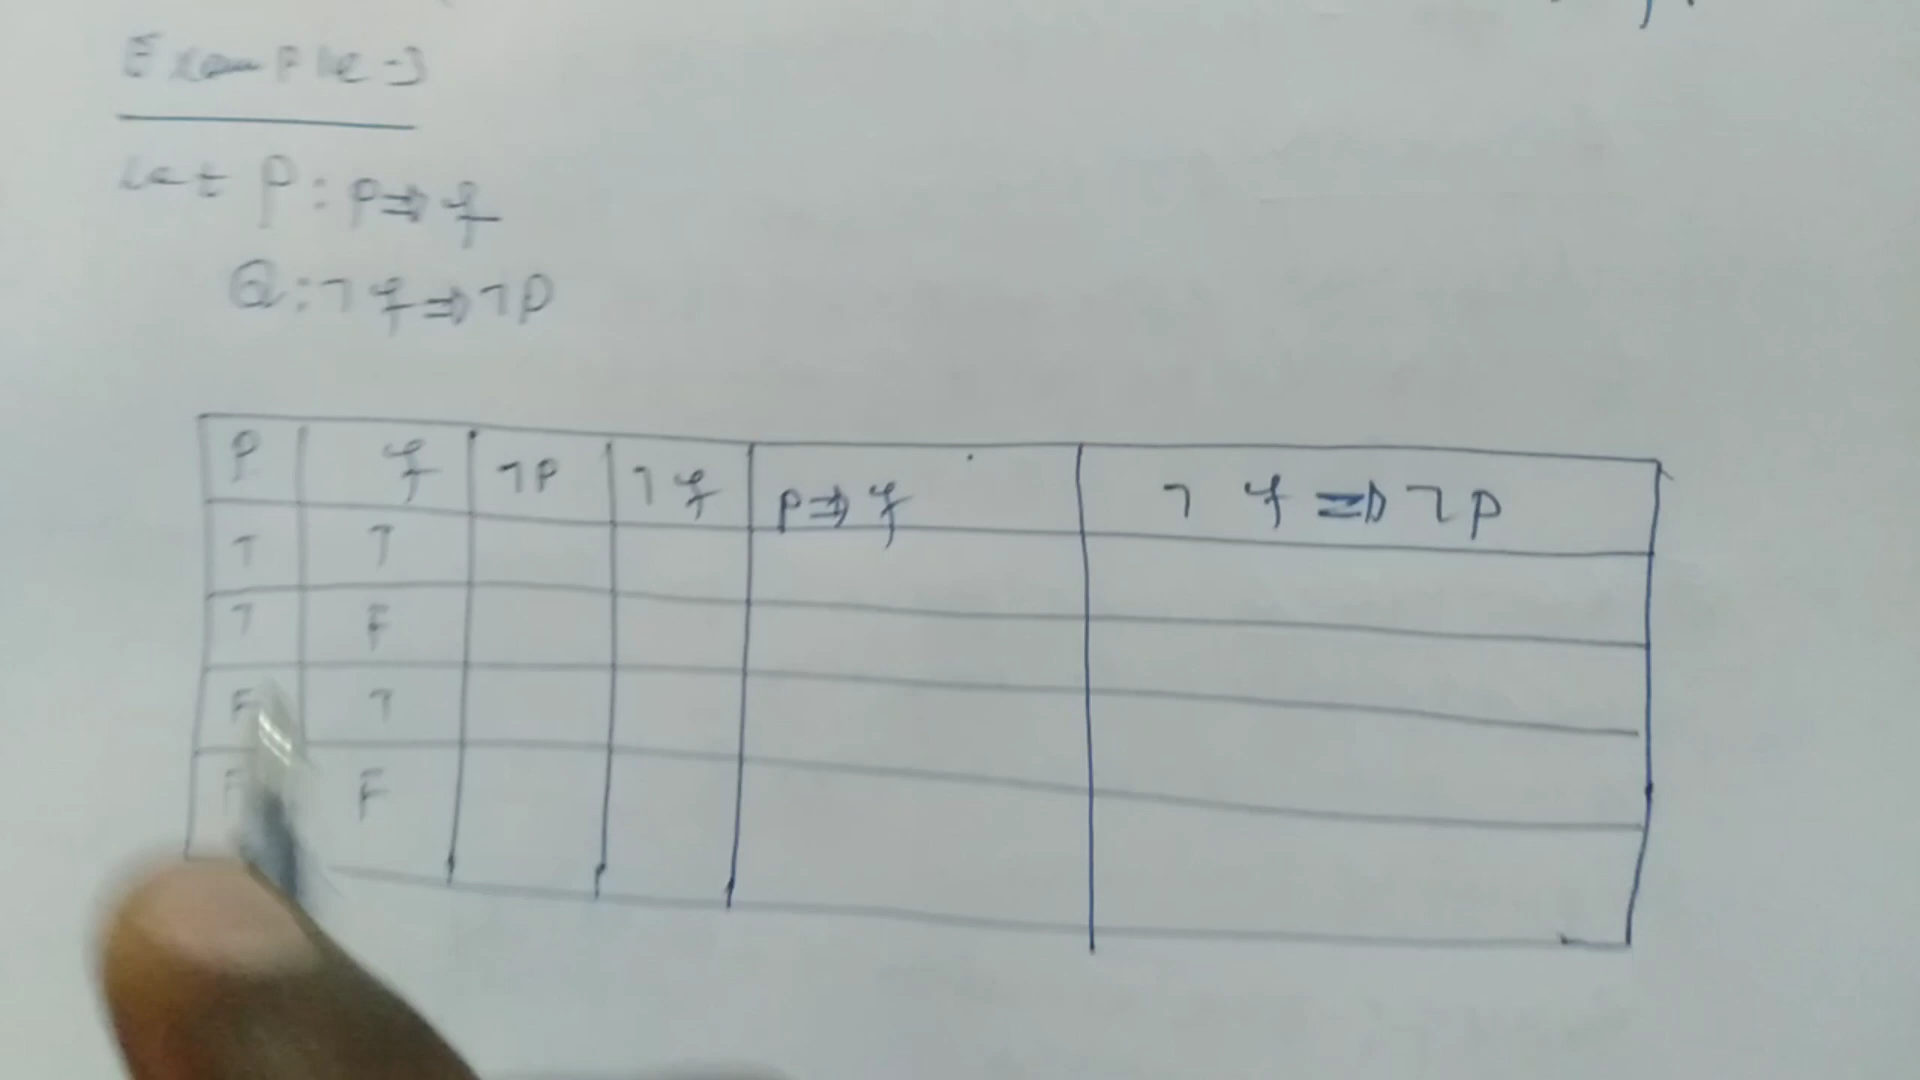 Example-3
Let P: p⇒q
Q: ¬q⇒¬p
P q ¬p ¬q p⇒q ¬q⇒¬p
T T
T F
F T
F F